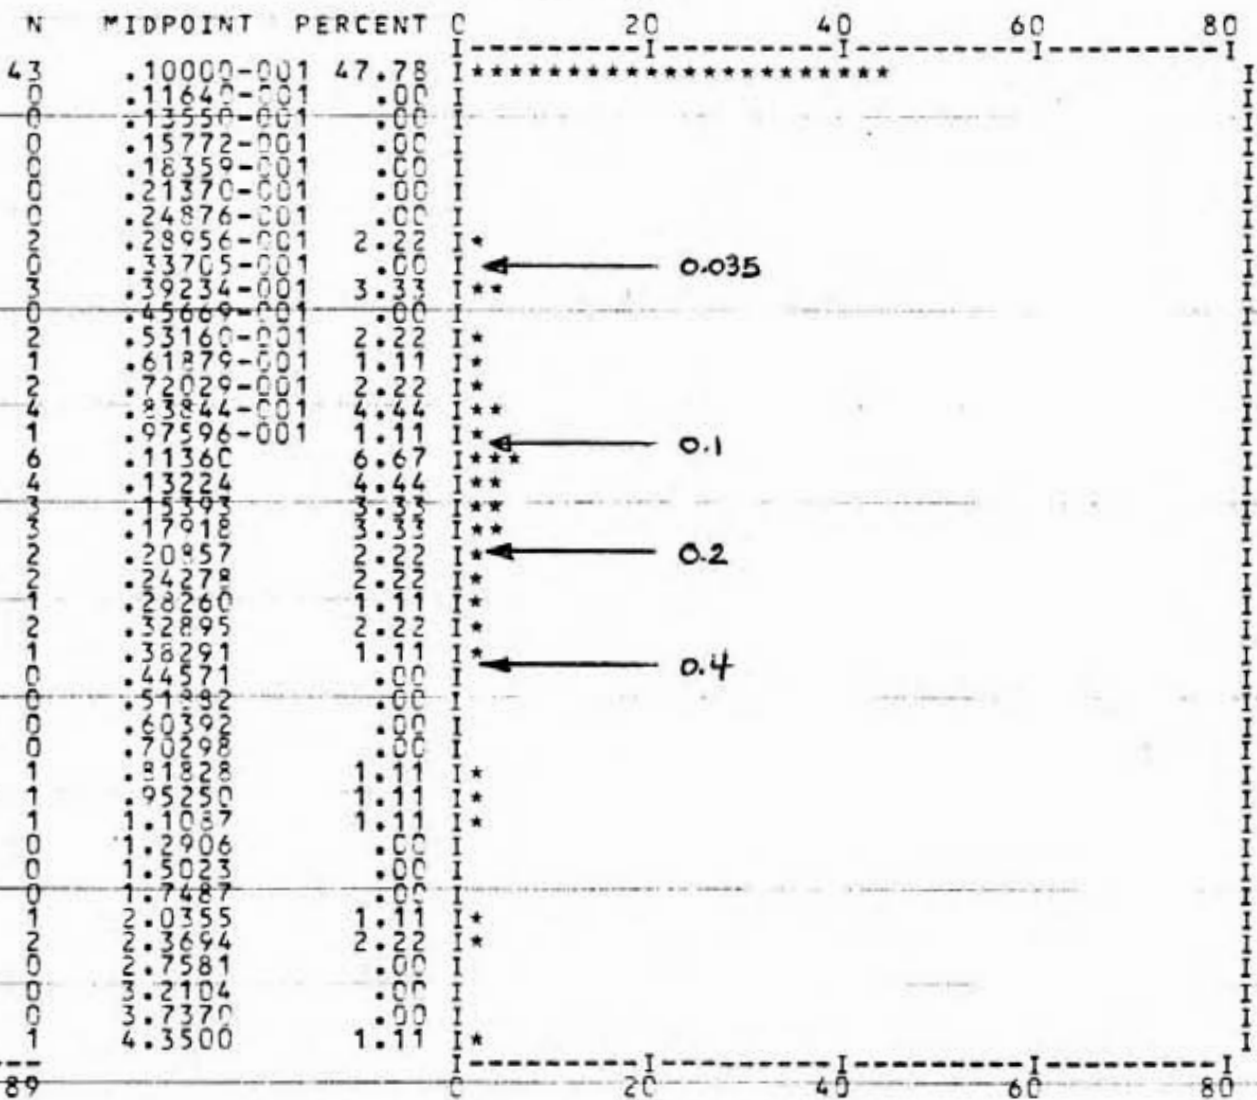 N MIDPOINT PERCENT 0 20 40 60 80
I---------I---------I---------I---------I
43 .10000-001 47.78 I********************** I
0 .11640-001 .00 I I
0 .13550-001 .00 I I
0 .15772-001 .00 I I
0 .18359-001 .00 I I
0 .21370-001 .00 I I
0 .24876-001 .00 I I
2 .28956-001 2.22 I* I
0 .33705-001 .00 I 0.035 I
3 .39234-001 3.33 I** I
0 .45669-001 .00 I I
2 .53160-001 2.22 I* I
1 .61879-001 1.11 I* I
2 .72029-001 2.22 I* I
4 .83844-001 4.44 I** I
1 .97596-001 1.11 I* 0.1 I
6 .11360 6.67 I*** I
4 .13224 4.44 I** I
3 .15393 3.33 I** I
3 .17918 3.33 I** I
2 .20857 2.22 I* 0.2 I
2 .24278 2.22 I* I
1 .28260 1.11 I* I
2 .32895 2.22 I* I
1 .38291 1.11 I* 0.4 I
0 .44571 .00 I I
0 .51882 .00 I I
0 .60392 .00 I I
0 .70298 .00 I I
1 .81828 1.11 I* I
1 .95250 1.11 I* I
1 1.1087 1.11 I* I
0 1.2906 .00 I I
0 1.5023 .00 I I
0 1.7487 .00 I I
1 2.0355 1.11 I* I
2 2.3694 2.22 I* I
0 2.7581 .00 I I
0 3.2104 .00 I I
0 3.7370 .00 I I
1 4.3500 1.11 I* I
-- I---------I---------I---------I---------I
89 0 20 40 60 80